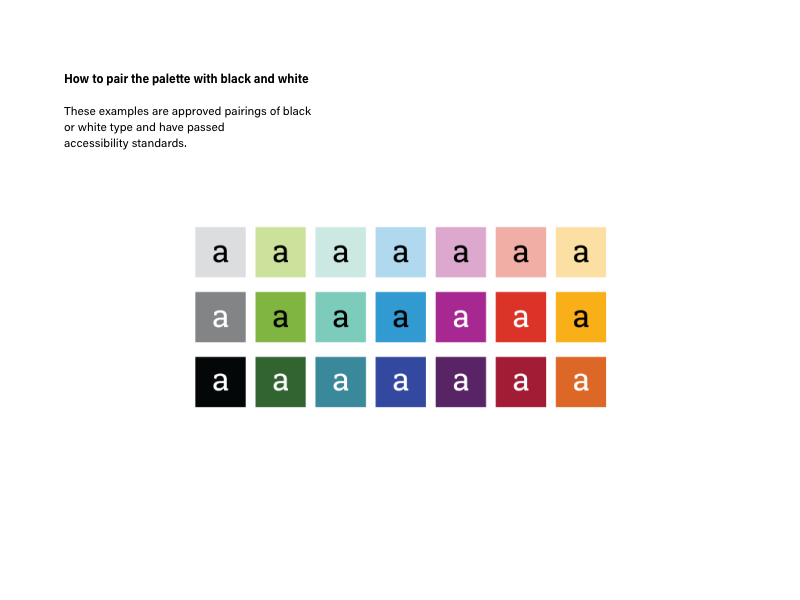 How to pair the palette with black and white
These examples are approved pairings of black
or white type and have passed
accessibility standards.
a a a a a a a
a a a a a a a
a a a a a a a